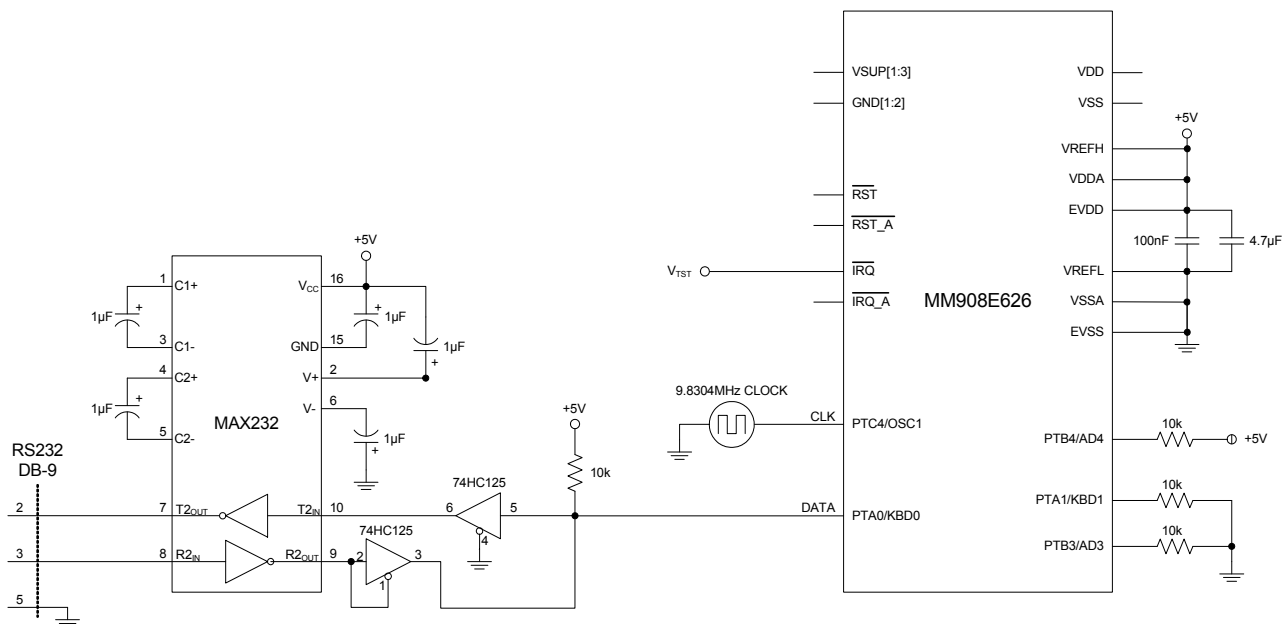 VSUP[1:3]
VDD
GND[1:2]
VSS
+5V
VREFH
VDDA
RST
EVDD
RST_A
100nF
4.7µF
+5V
VTST
IRQ
VREFL
1
C1+
VCC
16
IRQ_A
MM908E626
VSSA
1µF
+
+
1µF
EVSS
3
C1-
GND
15
1µF
+
4
C2+
V+
2
9.8304MHz CLOCK
1µF
+
MAX232
V-
6
+5V
CLK
PTC4/OSC1
5
C2-
+
1µF
PTB4/AD4
10k
+5V
RS232
DB-9
10k
74HC125
PTA1/KBD1
10k
2
7
T2OUT
T2IN
10
6
5
DATA
PTA0/KBD0
4
74HC125
PTB3/AD3
10k
3
8
R2IN
R2OUT
9
2
3
1
5